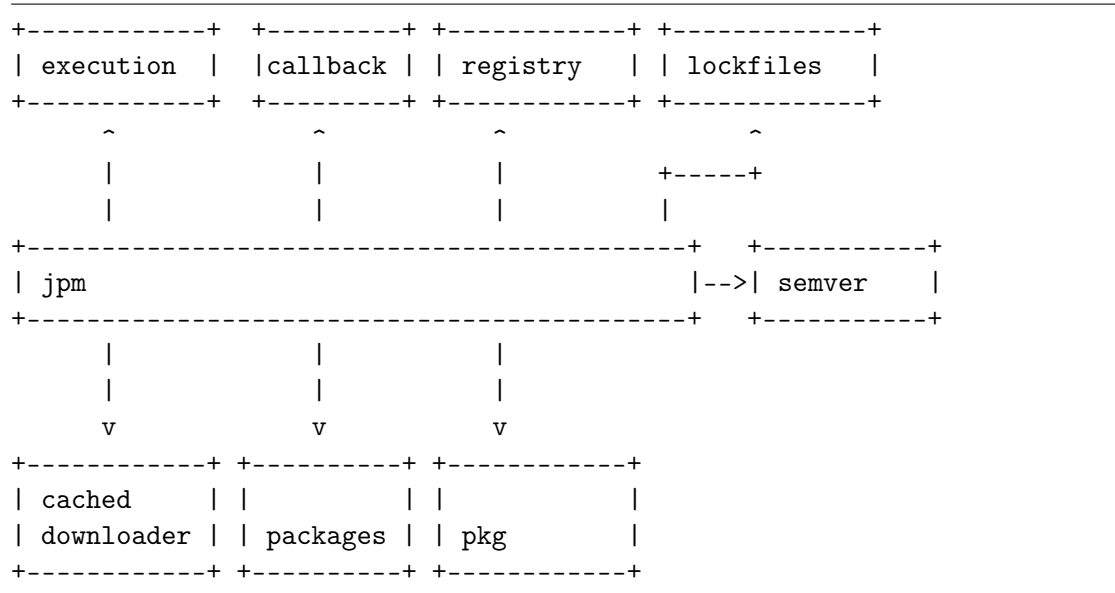 +------------+  +---------+ +------------+ +-------------+
| execution  |  |callback | | registry   | | lockfiles   |
+------------+  +---------+ +------------+ +-------------+
      ^             ^           ^                ^
      |             |           |          +-----+
      |             |           |          |
+--------------------------------------------+   +-----------+
| jpm                                        |-->| semver    |
+--------------------------------------------+   +-----------+
      |             |           |
      |             |           |
      v             v           v
+------------+ +----------+ +------------+
| cached     | |          | |            |
| downloader | | packages | | pkg        |
+------------+ +----------+ +------------+